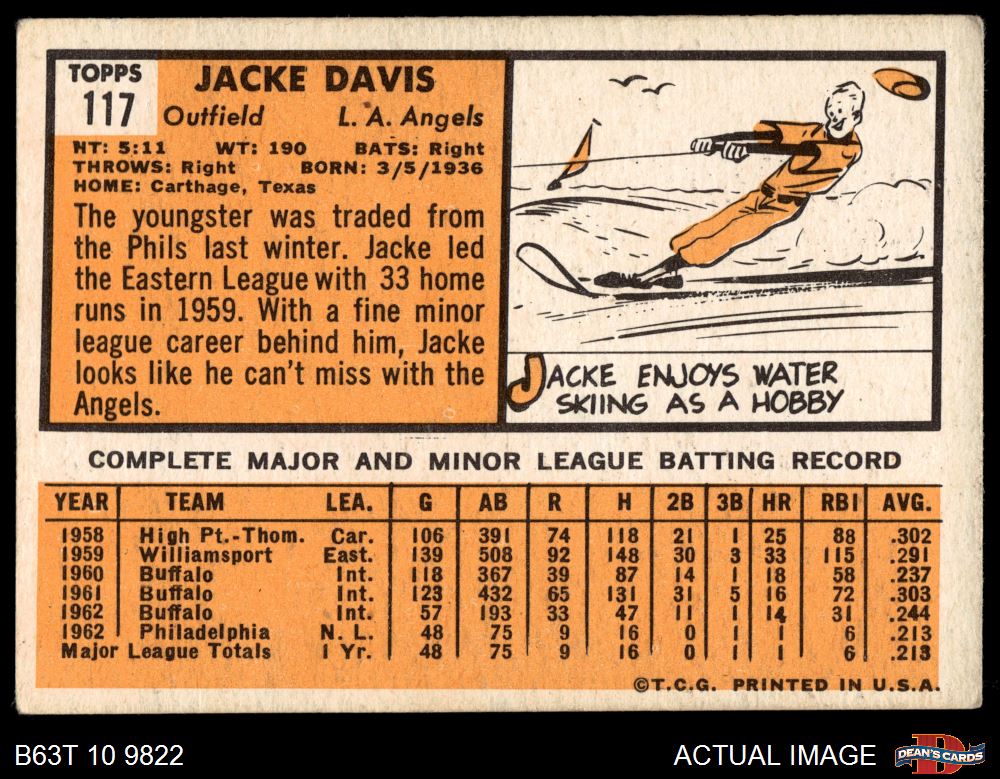 TOPPS
117
JACKE DAVIS
Outfield L. A. Angels
HT: 5:11 WT: 190 BATS: Right
THROWS: Right BORN: 3/5/1936
HOME: Carthage, Texas
The youngster was traded from
the Phils last winter. Jacke led
the Eastern League with 33 home
runs in 1959. With a fine minor
league career behind him, Jacke
looks like he can't miss with the
Angels.
JACKE ENJOYS WATER
SKIING AS A HOBBY
COMPLETE MAJOR AND MINOR LEAGUE BATTING RECORD
YEAR TEAM LEA. G AB R H 2B 3B HR RBI AVG.
1958 High Pt.-Thom. Car. 106 391 74 118 21 1 25 88 .302
1959 Williamsport East. 139 508 92 148 30 3 33 115 .291
1960 Buffalo Int. 118 367 39 87 14 1 18 58 .237
1961 Buffalo Int. 123 432 65 131 31 5 16 72 .303
1962 Buffalo Int. 57 193 33 47 11 1 14 31 .244
1962 Philadelphia N. L. 48 75 9 16 0 1 1 6 .213
Major League Totals 1 Yr. 48 75 9 16 0 1 1 6 .213
©T.C.G. PRINTED IN U.S.A.
B63T 10 9822 ACTUAL IMAGE
DEAN'S CARDS